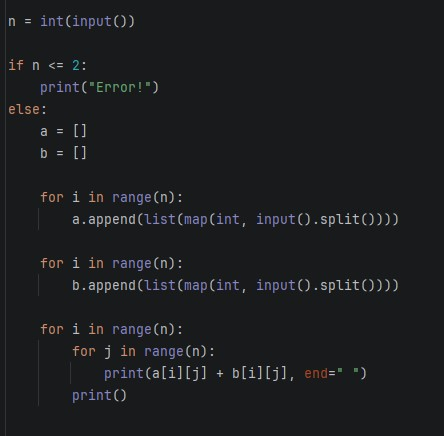 n = int(input())

if n <= 2:
    print("Error!")
else:
    a = []
    b = []

    for i in range(n):
        a.append(list(map(int, input().split())))

    for i in range(n):
        b.append(list(map(int, input().split())))

    for i in range(n):
        for j in range(n):
            print(a[i][j] + b[i][j], end=" ")
        print()